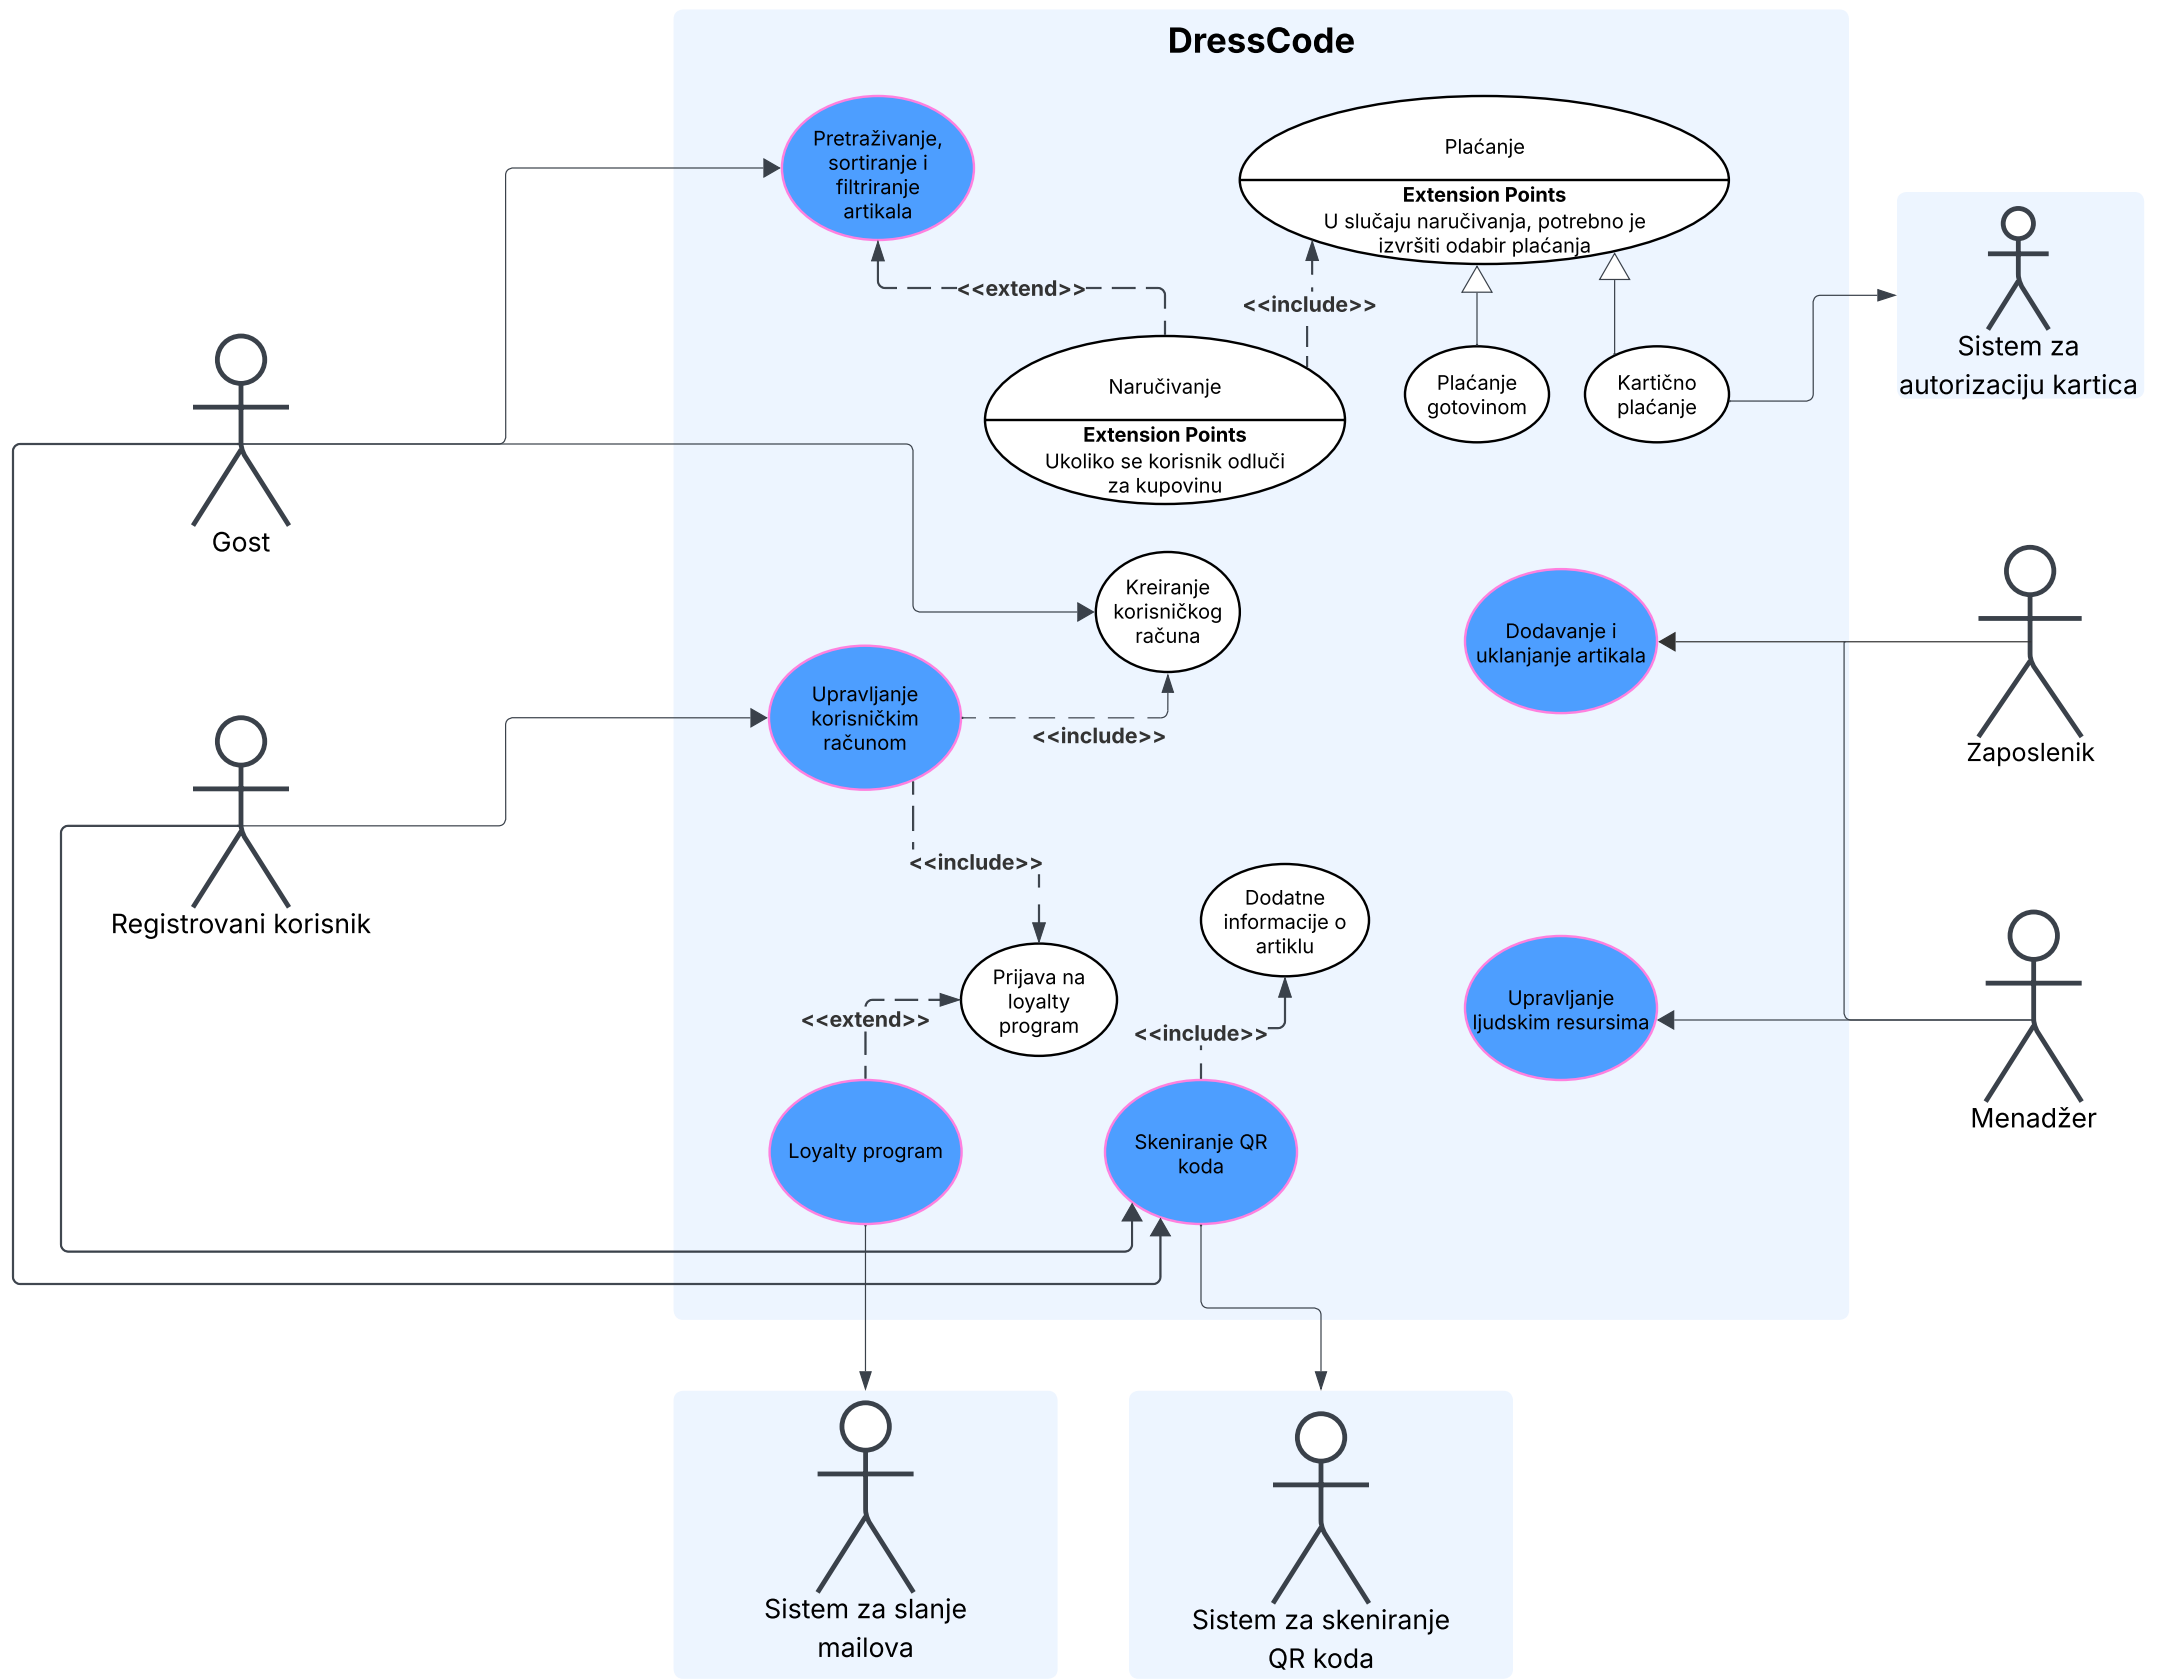 DressCode
Pretraživanje,
sortiranje i
filtriranje
artikala
Plaćanje
Extension Points
U slučaju naručivanja, potrebno je
izvršiti odabir plaćanja
<<extend>>
<<include>>
Sistem za
autorizaciju kartica
Naručivanje
Extension Points
Ukoliko se korisnik odluči
za kupovinu
Plaćanje
gotovinom
Kartično
plaćanje
Gost
Kreiranje
korisničkog
računa
Dodavanje i
uklanjanje artikala
Zaposlenik
Upravljanje
korisničkim
računom
<<include>>
<<include>>
Registrovani korisnik
Dodatne
informacije o
artiklu
Prijava na
loyalty
program
<<extend>>
<<include>>
Upravljanje
ljudskim resursima
Menadžer
Loyalty program
Skeniranje QR
koda
Sistem za slanje
mailova
Sistem za skeniranje
QR koda